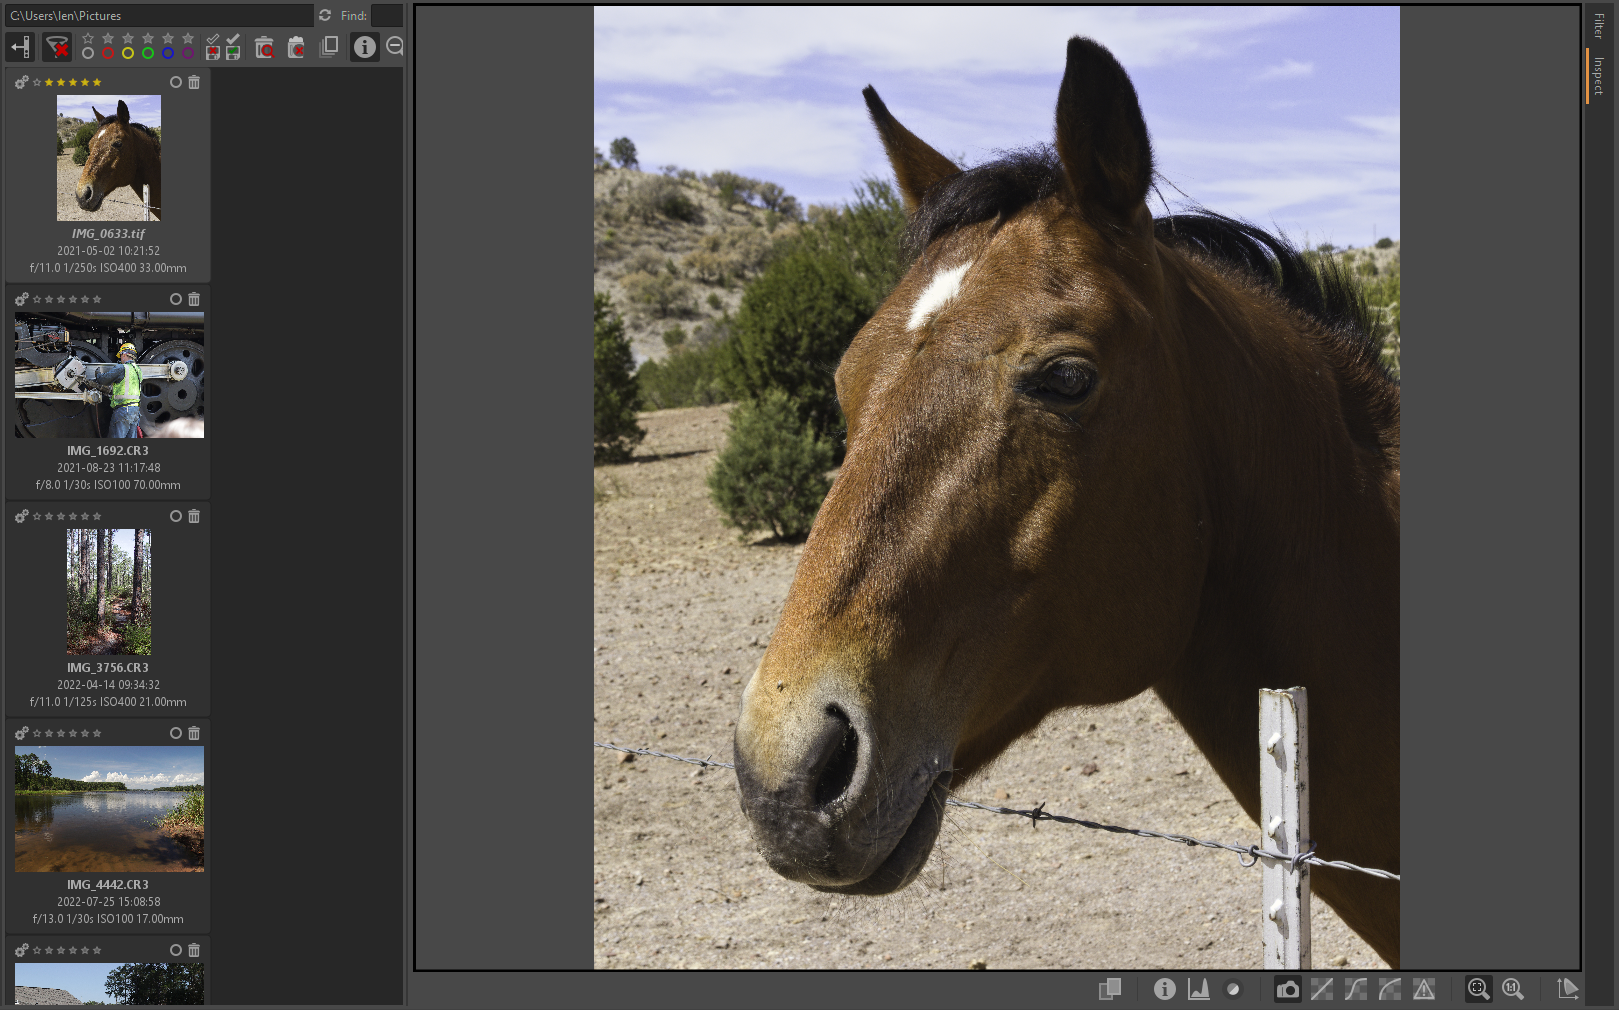 C:\Users\len\Pictures
Find:
Filter
Inspect
IMG_0633.tif
2021-05-02 10:21:52
f/11.0 1/250s ISO400 33.00mm
IMG_1692.CR3
2021-08-23 11:17:48
f/8.0 1/30s ISO100 70.00mm
IMG_3756.CR3
2022-04-14 09:34:32
f/11.0 1/125s ISO400 21.00mm
IMG_4442.CR3
2022-07-25 15:08:58
f/13.0 1/30s ISO100 17.00mm
1:1